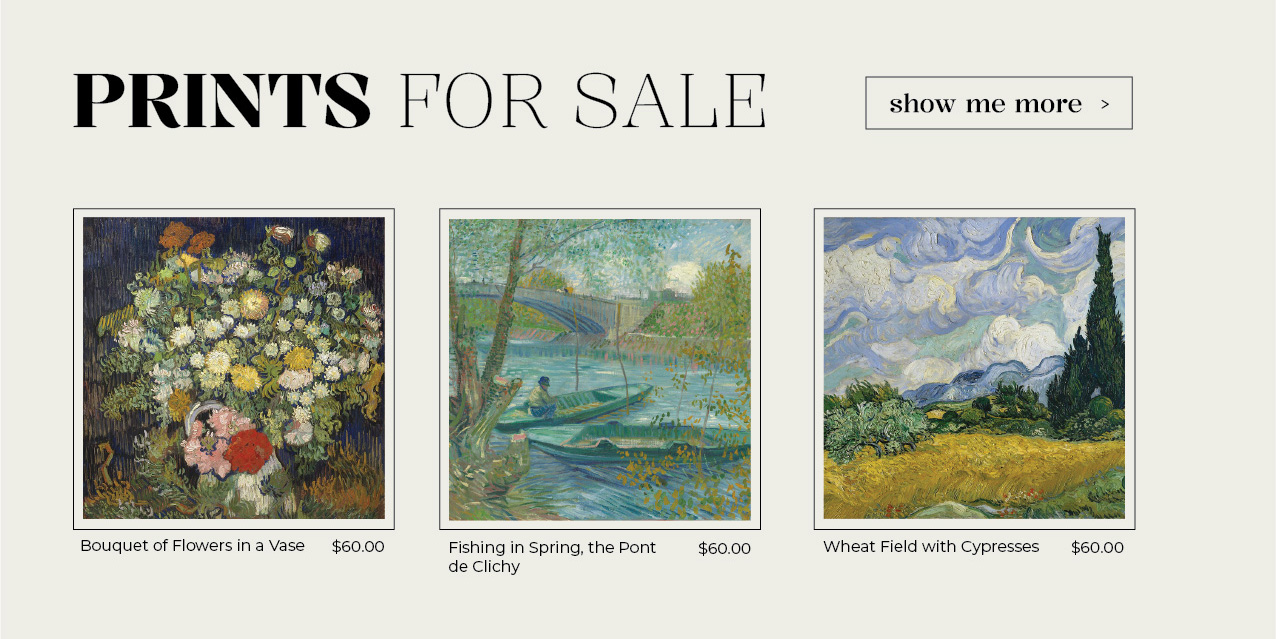 PRINTS FOR SALE
show me more >
Bouquet of Flowers in a Vase
$60.00
Fishing in Spring, the Pont
de Clichy
$60.00
Wheat Field with Cypresses
$60.00